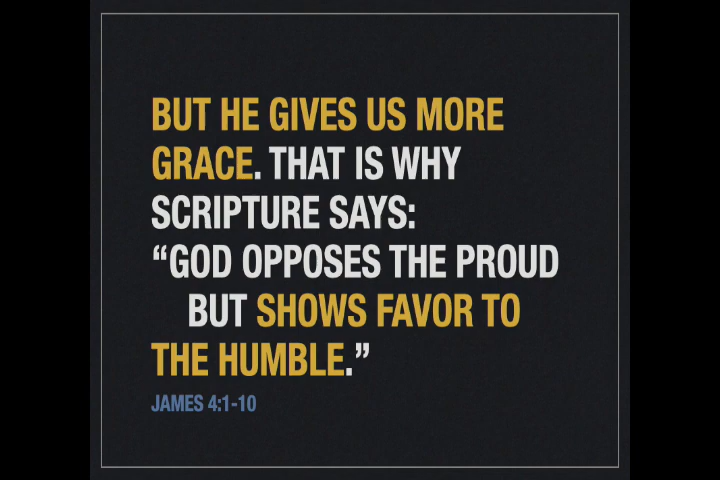 BUT HE GIVES US MORE
GRACE. THAT IS WHY
SCRIPTURE SAYS:
“GOD OPPOSES THE PROUD
BUT SHOWS FAVOR TO
THE HUMBLE.”
JAMES 4:1-10